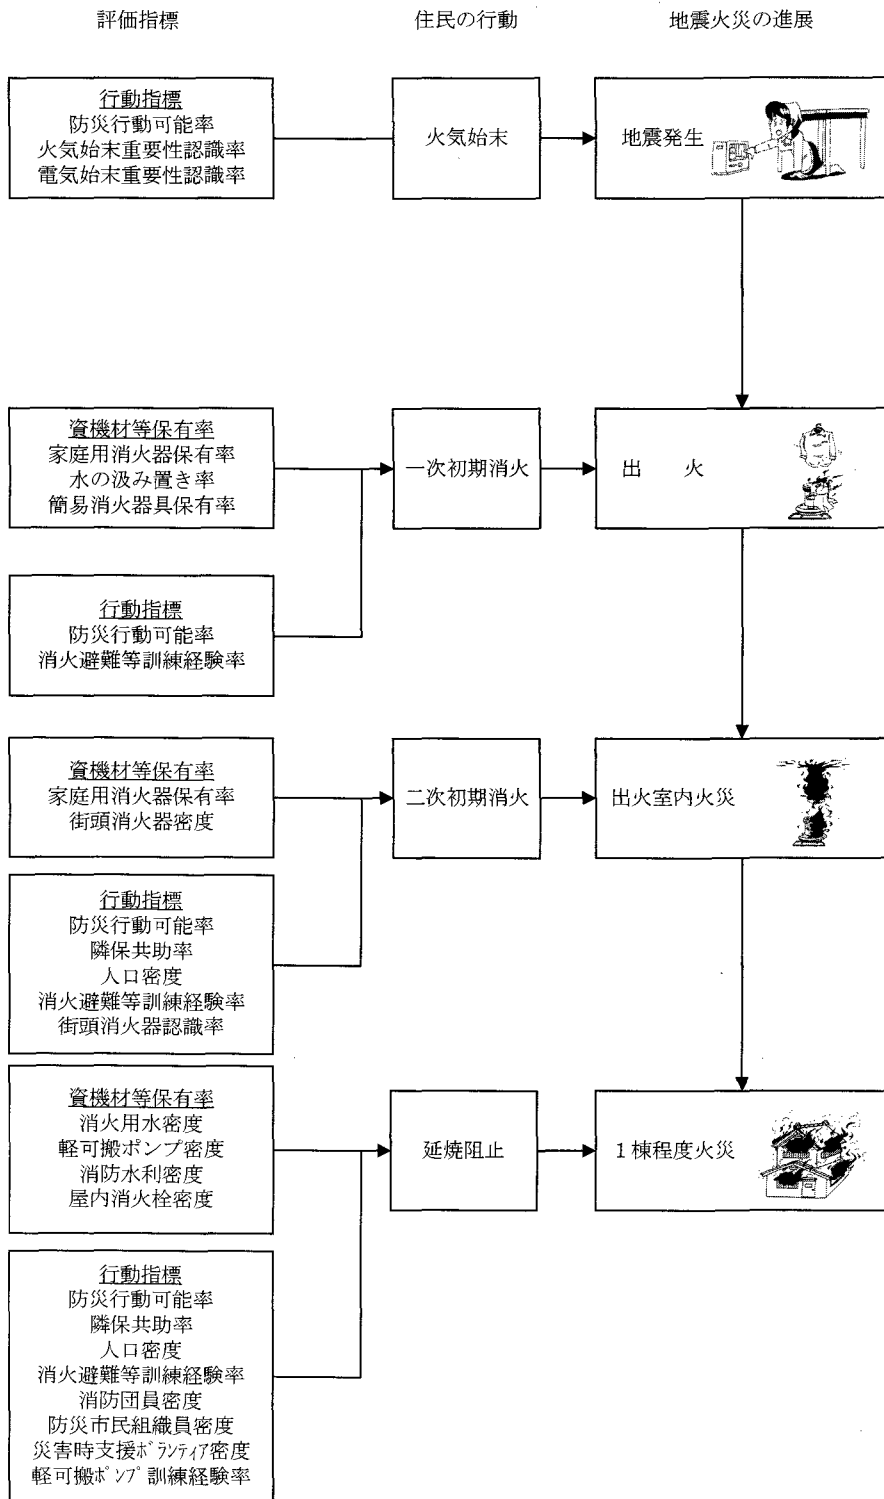 評価指標
住民の行動
地震火災の進展
行動指標
防災行動可能率
火気始末重要性認識率
電気始末重要性認識率
火気始末
地震発生
資機材等保有率
家庭用消火器保有率
水の汲み置き率
簡易消火器具保有率
一次初期消火
出　　火
行動指標
防災行動可能率
消火避難等訓練経験率
資機材等保有率
家庭用消火器保有率
街頭消火器密度
二次初期消火
出火室内火災
行動指標
防災行動可能率
隣保共助率
人口密度
消火避難等訓練経験率
街頭消火器認識率
資機材等保有率
消火用水密度
軽可搬ポンプ密度
消防水利密度
屋内消火栓密度
延焼阻止
1棟程度火災
行動指標
防災行動可能率
隣保共助率
人口密度
消火避難等訓練経験率
消防団員密度
防災市民組織員密度
災害時支援ﾎﾞﾗﾝﾃｨｱ密度
軽可搬ﾎﾟﾝﾌﾟ訓練経験率